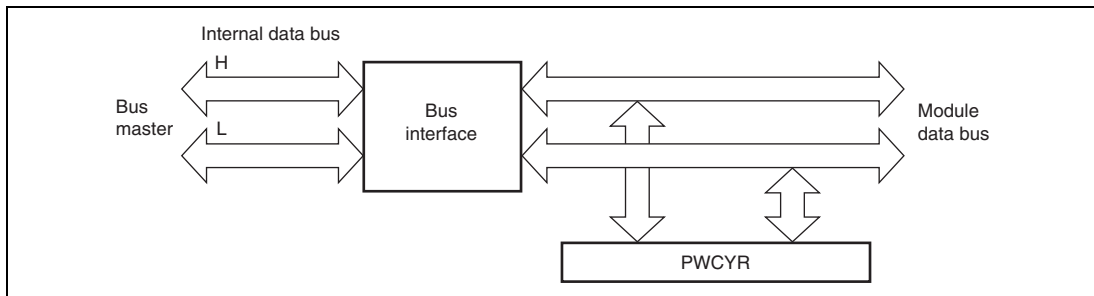 Internal data bus
H
Bus
master
L
Bus
interface
Module
data bus
PWCYR